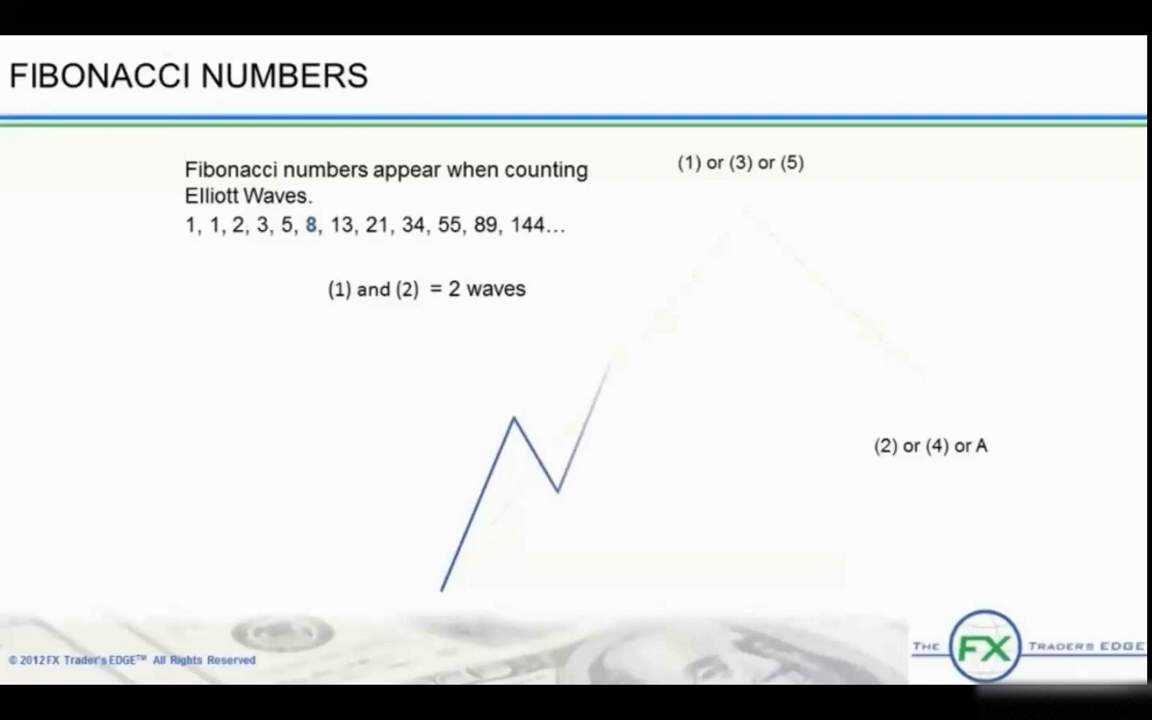 FIBONACCI NUMBERS
Fibonacci numbers appear when counting
Elliott Waves.
1, 1, 2, 3, 5, 8, 13, 21, 34, 55, 89, 144…
(1) or (3) or (5)
(1) and (2) = 2 waves
(2) or (4) or A
© 2012 FX Trader's EDGE™ All Rights Reserved
THE FX TRADERS EDGE